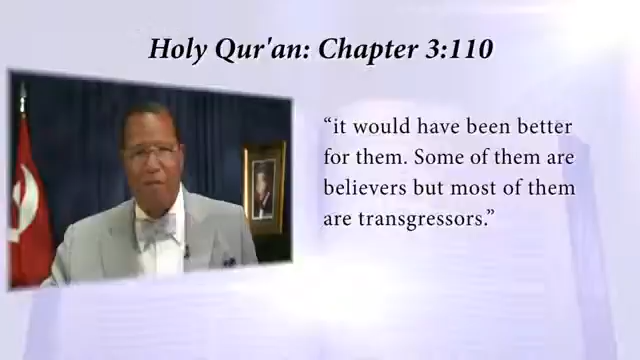 Holy Qur'an: Chapter 3:110
“it would have been better
for them. Some of them are
believers but most of them
are transgressors.”